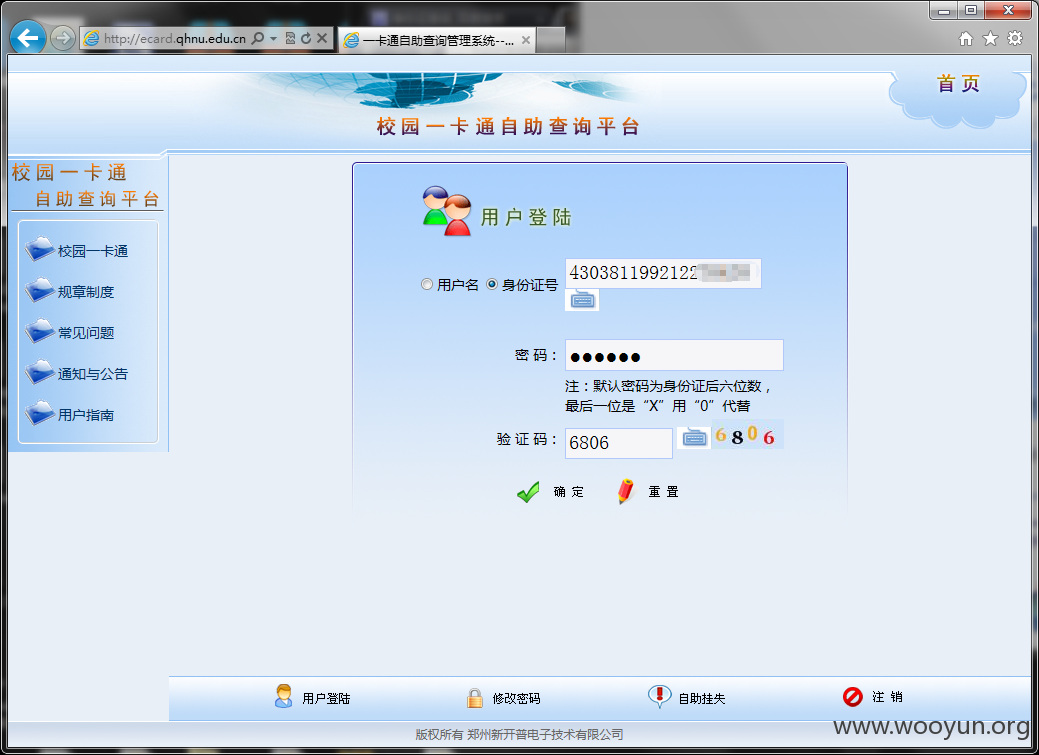 http://ecard.qhnu.edu.cn
一卡通自助查询管理系统--...
首 页
校园一卡通自助查询平台
校园一卡通
自助查询平台
校园一卡通
规章制度
常见问题
通知与公告
用户指南
用户登陆
用户名 身份证号 4303811992122
密 码：
注：默认密码为身份证后六位数，
最后一位是“X”用“0”代替
验 证 码： 6806 6806
确 定 重 置
用户登陆 修改密码 自助挂失 注 销
版权所有 郑州新开普电子技术有限公司
www.wooyun.org